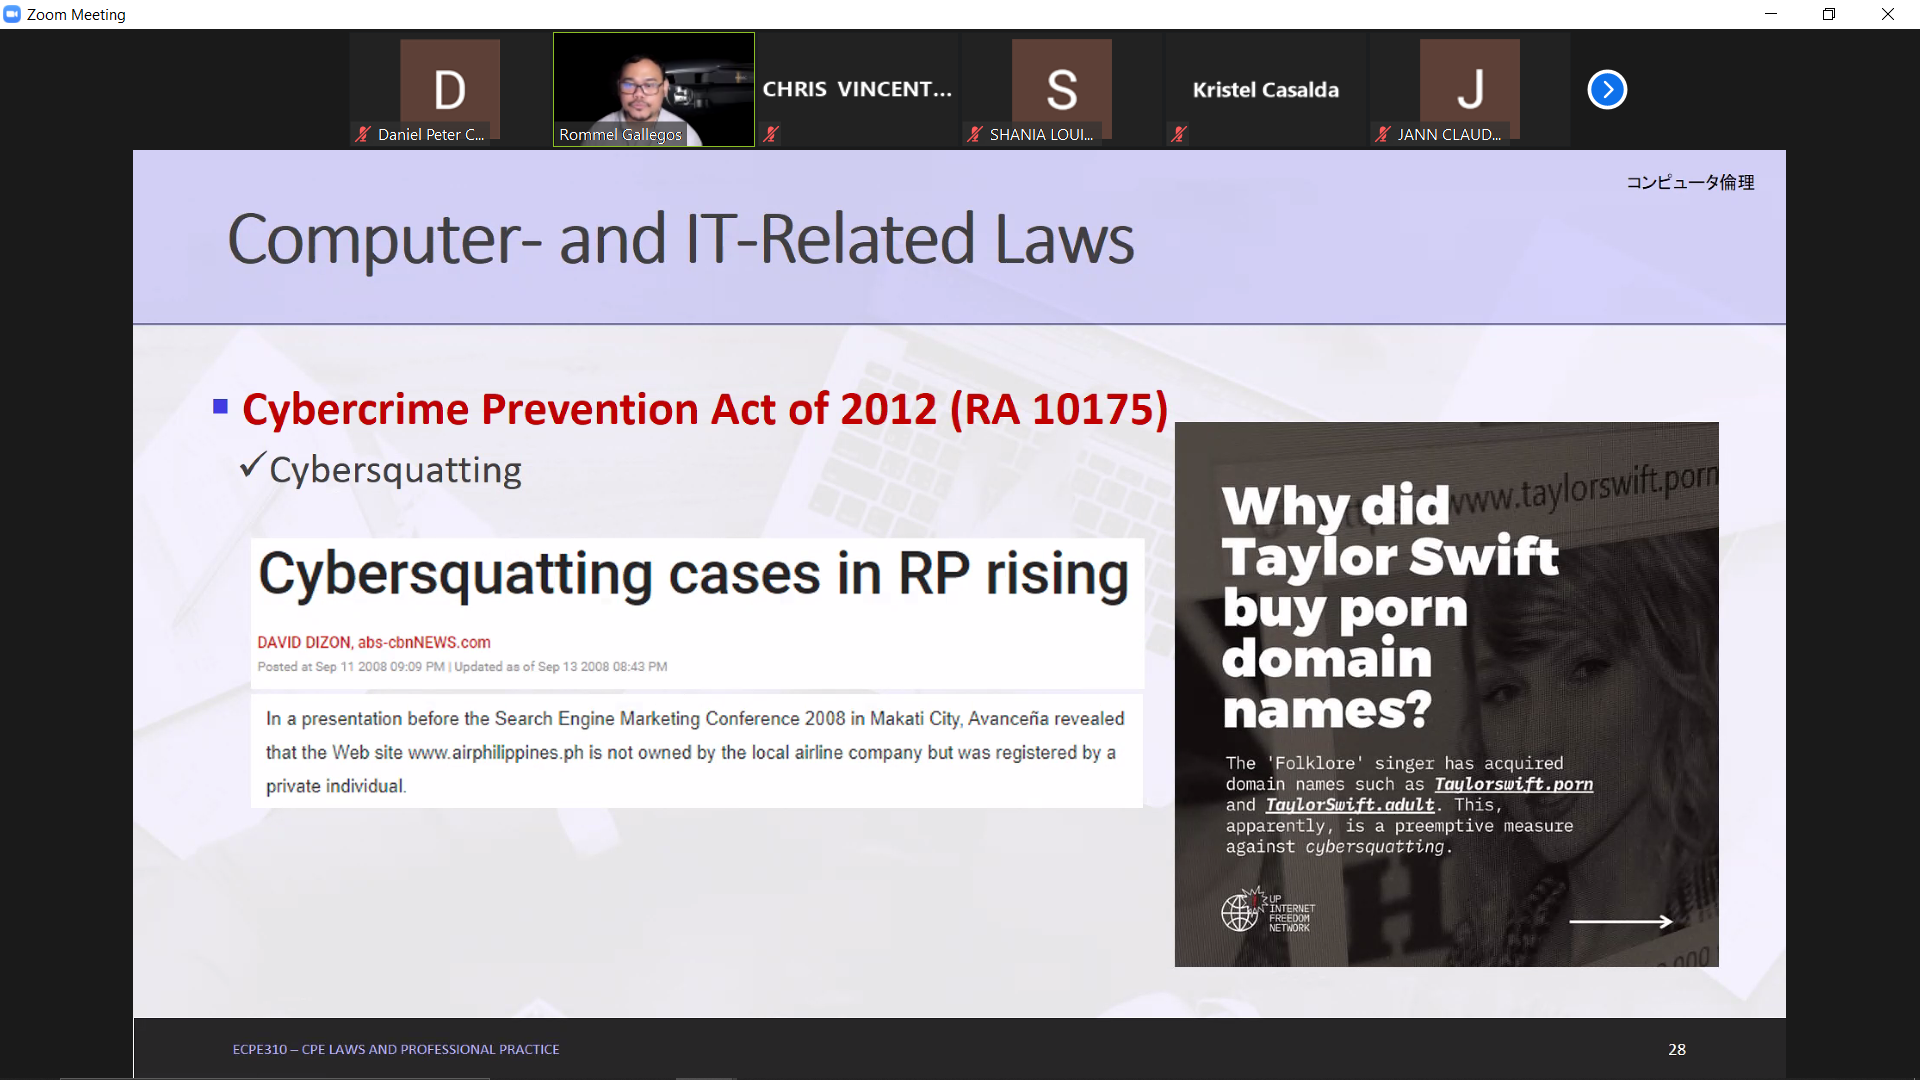 Zoom Meeting
D
Daniel Peter C...
Rommel Gallegos
CHRIS VINCENT...
S
SHANIA LOUI...
Kristel Casalda
J
JANN CLAUD...
コンピュータ倫理
Computer- and IT-Related Laws
Cybercrime Prevention Act of 2012 (RA 10175)
Cybersquatting
Cybersquatting cases in RP rising
DAVID DIZON, abs-cbnNEWS.com
Posted at Sep 11 2008 09:09 PM | Updated as of Sep 13 2008 08:43 PM
In a presentation before the Search Engine Marketing Conference 2008 in Makati City, Avanceña revealed
that the Web site www.airphilippines.ph is not owned by the local airline company but was registered by a
private individual.
www.taylorswift.porn
Why did
Taylor Swift
buy porn
domain
names?
The 'Folklore' singer has acquired
domain names such as Taylorswift.porn
and TaylorSwift.adult. This,
apparently, is a preemptive measure
against cybersquatting.
UP
INTERNET
FREEDOM
NETWORK
ECPE310 – CPE LAWS AND PROFESSIONAL PRACTICE
28